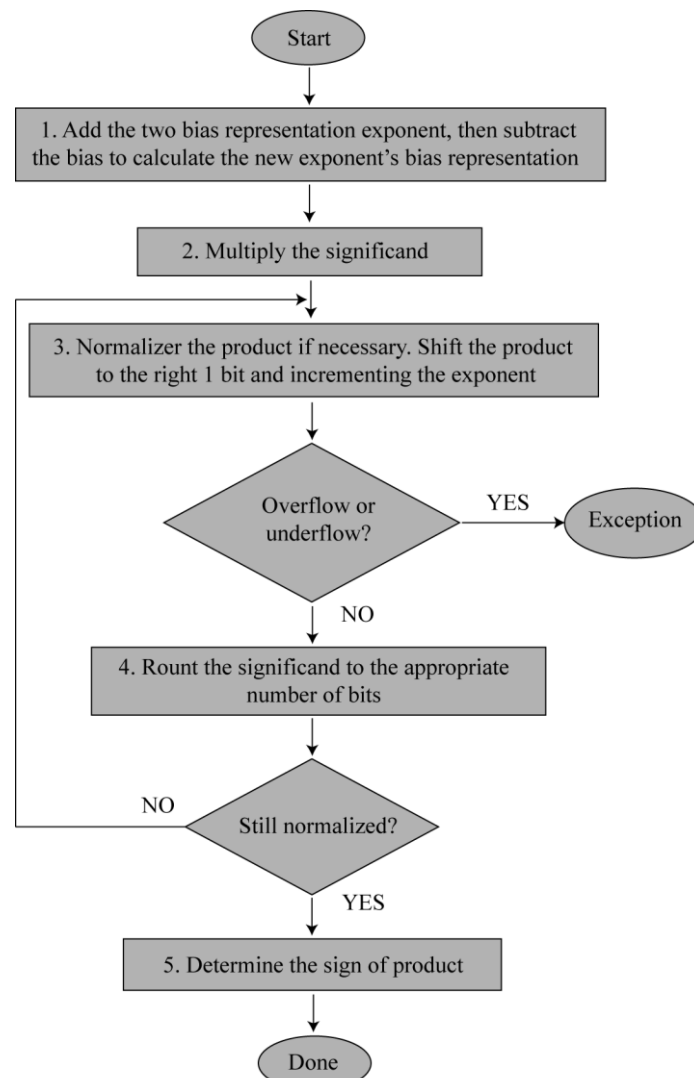 Start
1. Add the two bias representation exponent, then subtract
the bias to calculate the new exponent's bias representation
2. Multiply the significand
3. Normalizer the product if necessary. Shift the product
to the right 1 bit and incrementing the exponent
Overflow or
underflow?
YES
Exception
NO
4. Rount the significand to the appropriate
number of bits
NO
Still normalized?
YES
5. Determine the sign of product
Done